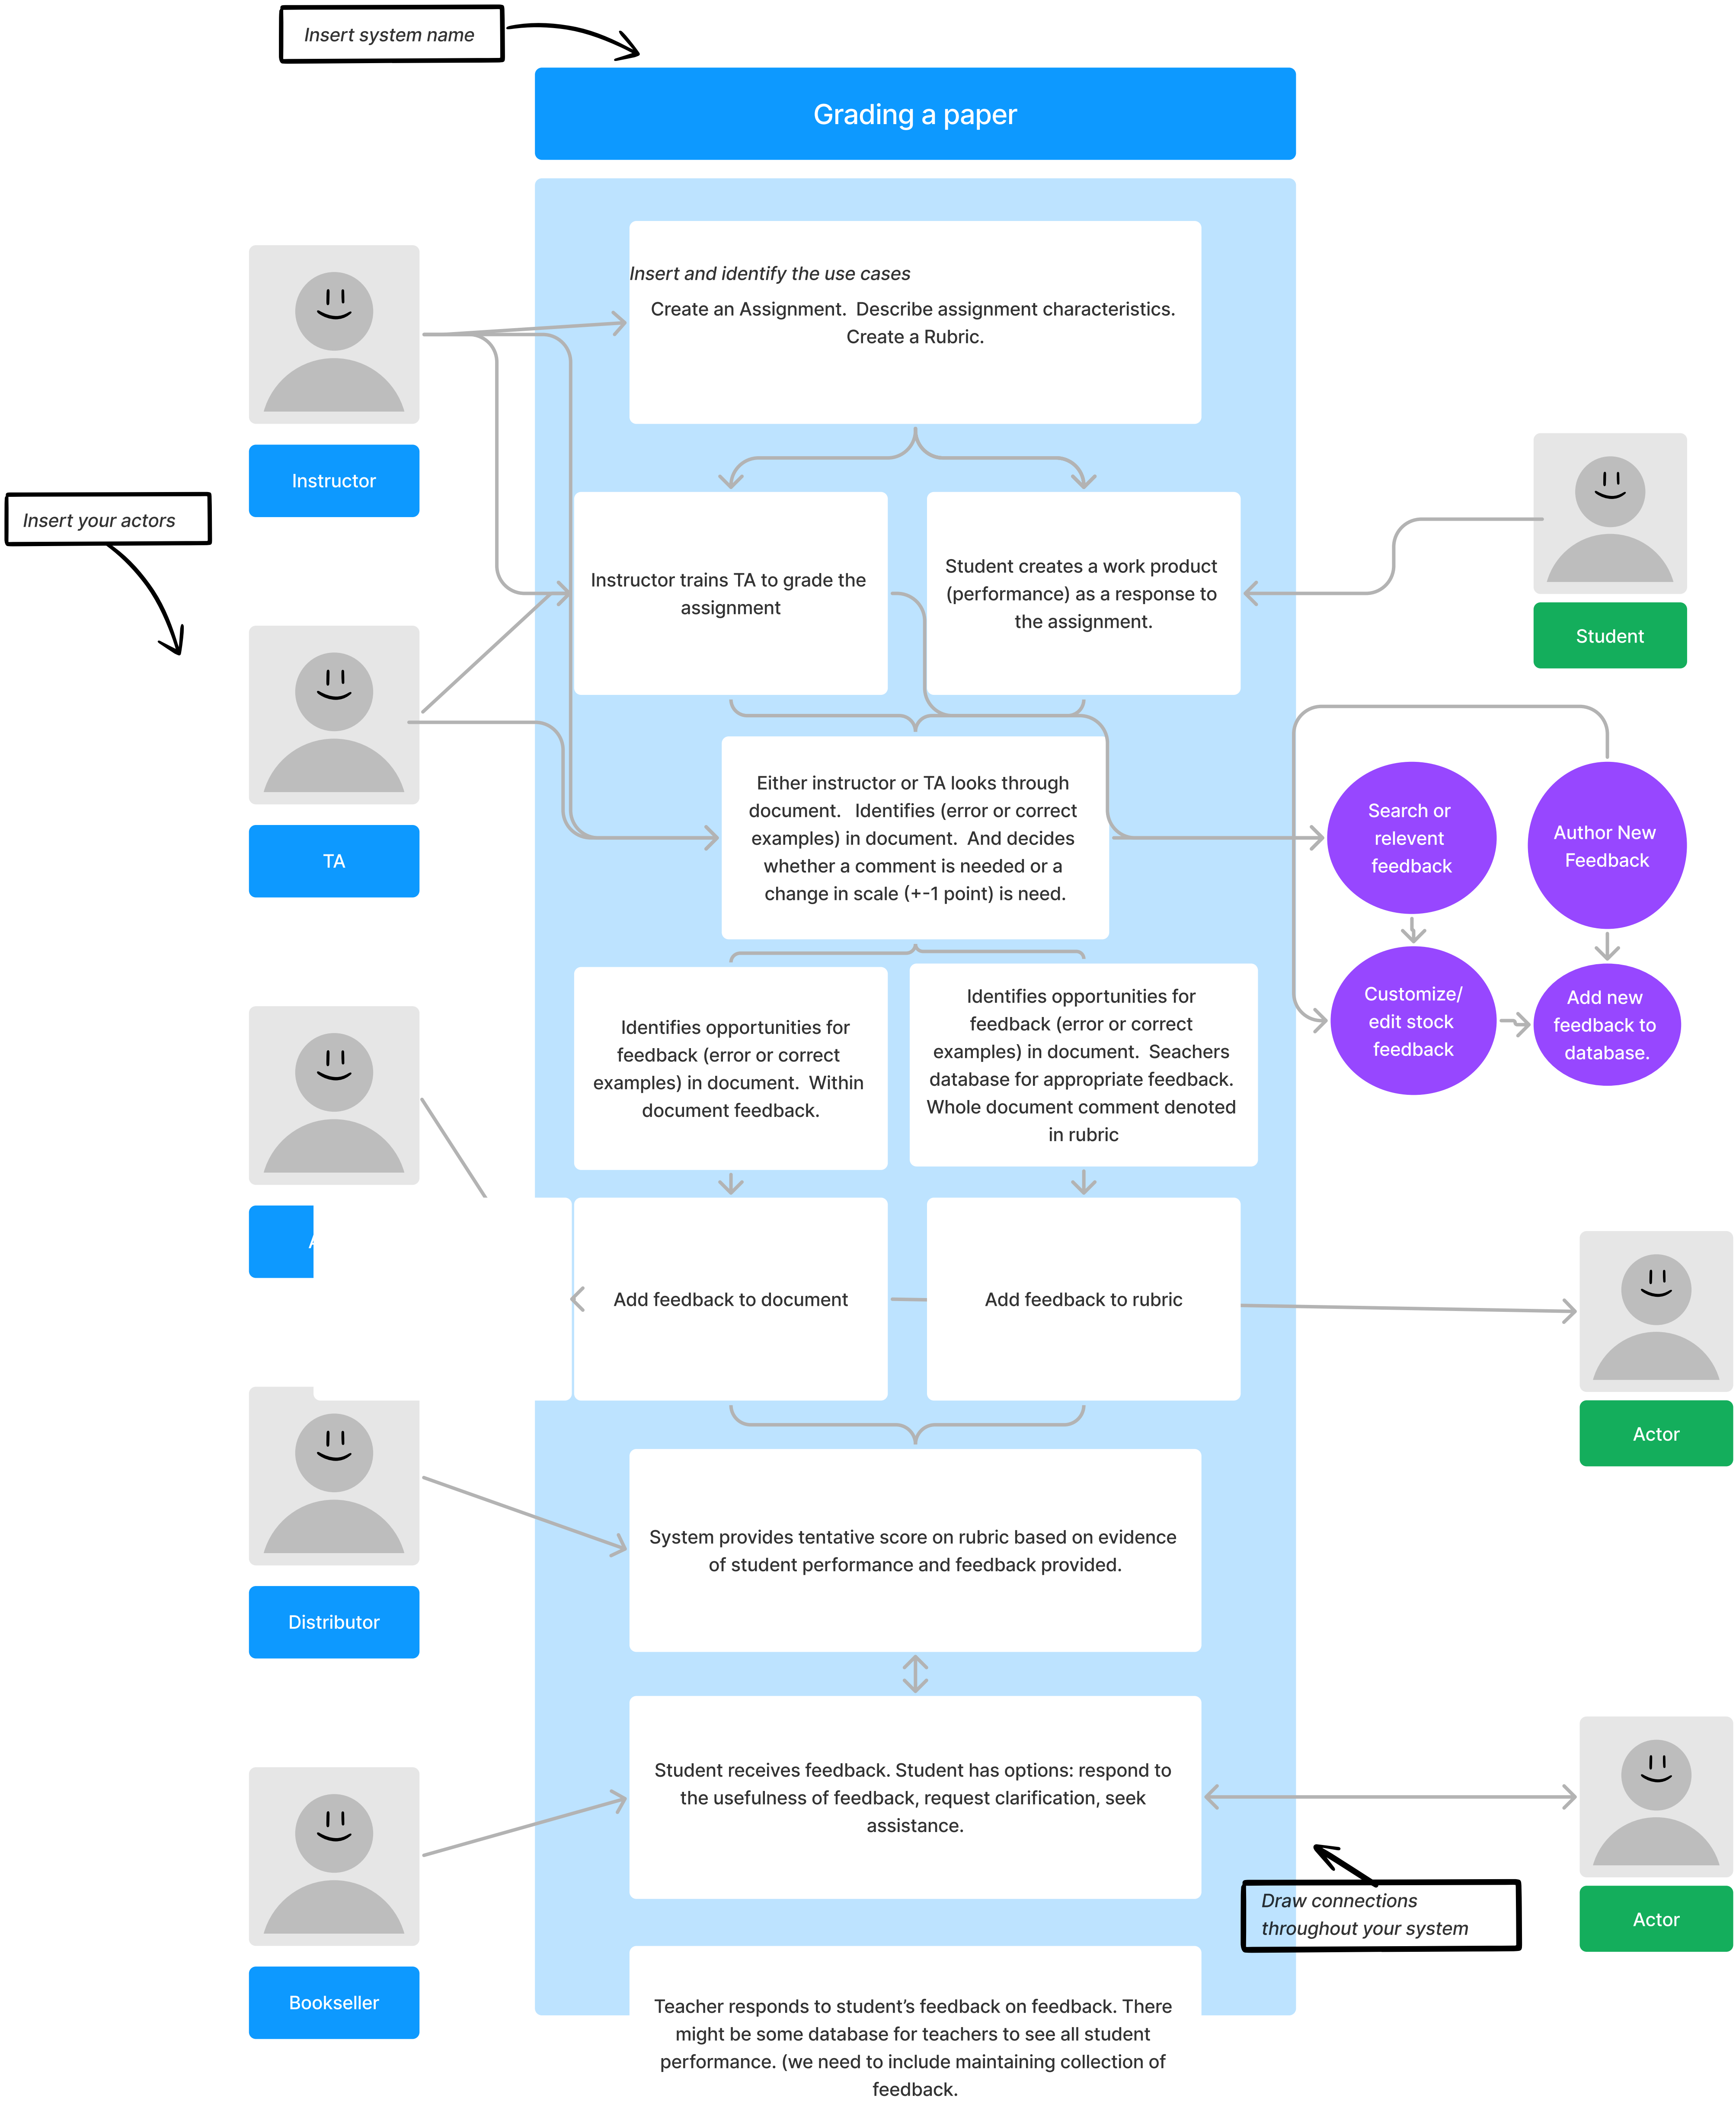 Insert system name
Grading a paper
Insert and identify the use cases
Create an Assignment.  Describe assignment characteristics.
Create a Rubric.
Instructor
Insert your actors
Instructor trains TA to grade the
assignment
Student creates a work product
(performance) as a response to
the assignment.
Student
TA
Either instructor or TA looks through
document.   Identifies (error or correct
examples) in document.  And decides
whether a comment is needed or a
change in scale (+-1 point) is need.
Search or
relevent
feedback
Author New
Feedback
Customize/
edit stock
feedback
Add new
feedback to
database.
Identifies opportunities for
feedback (error or correct
examples) in document.  Within
document feedback.
Identifies opportunities for
feedback (error or correct
examples) in document.  Seachers
database for appropriate feedback.
Whole document comment denoted
in rubric
Add feedback to document
Add feedback to rubric
Actor
System provides tentative score on rubric based on evidence
of student performance and feedback provided.
Distributor
Student receives feedback. Student has options: respond to
the usefulness of feedback, request clarification, seek
assistance.
Draw connections
throughout your system
Actor
Bookseller
Teacher responds to student’s feedback on feedback. There
might be some database for teachers to see all student
performance. (we need to include maintaining collection of
feedback.